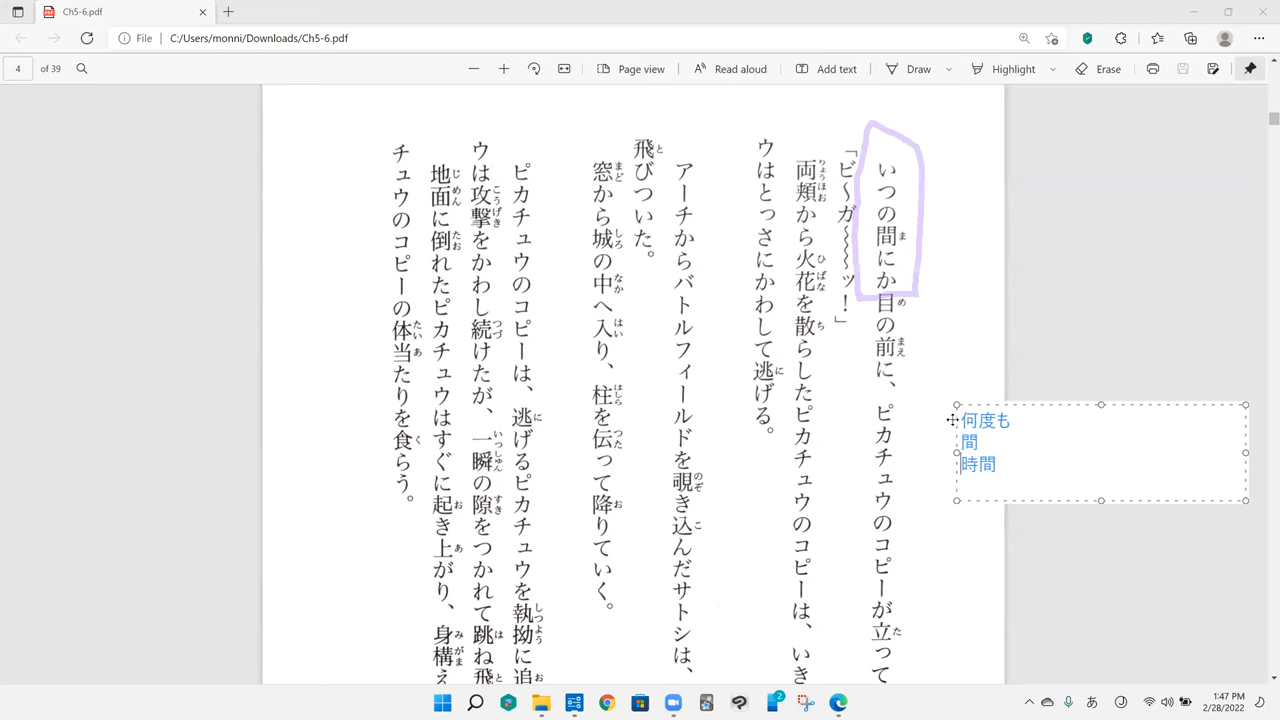 Ch5-6.pdf
File
C:/Users/monni/Downloads/Ch5-6.pdf
4 of 39
Page view
Read aloud
Add text
Draw
Highlight
Erase
いつの間にか目の前に、ピカチュウのコピーが立って
「ビ〜ガ〜〜〜ッ！」
両頬から火花を散らしたピカチュウのコピーは、いき
ウはとっさにかわして逃げる。
アーチからバトルフィールドを覗き込んだサトシは、
飛びついた。
窓から城の中へ入り、柱を伝って降りていく。
ピカチュウのコピーは、逃げるピカチュウを執拗に追
ウは攻撃をかわし続けたが、一瞬の隙をつかれて跳ね飛
地面に倒れたピカチュウはすぐに起き上がり、身構え
チュウのコピーの体当たりを食らう。
何度も
間
時間
2
あ
1:47 PM
2/28/2022